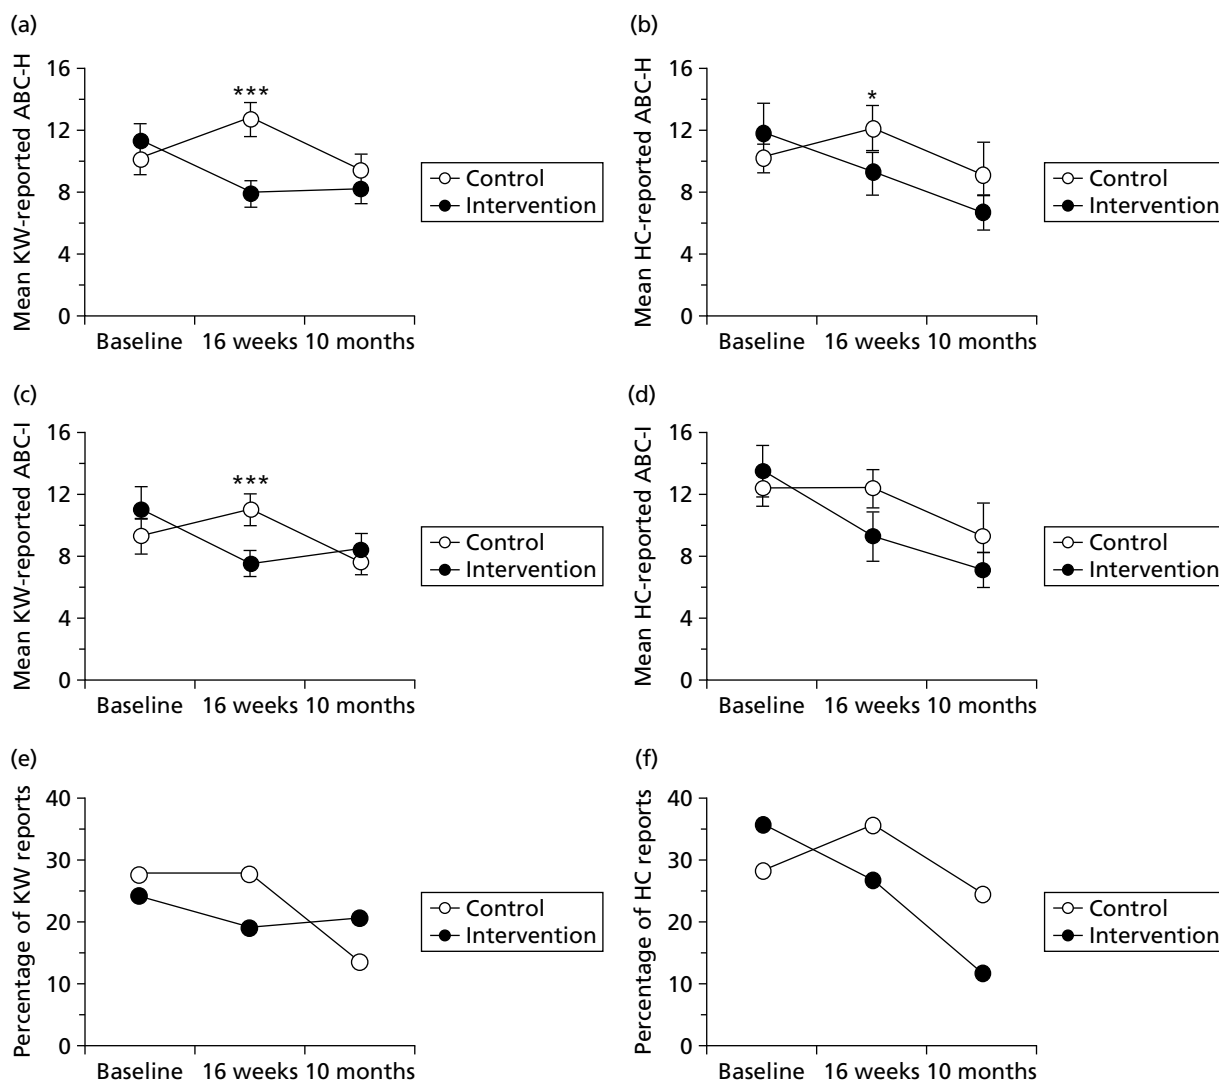 (a)
Mean KW-reported ABC-H
16
12
8
4
0
***
Baseline 16 weeks 10 months
Control
Intervention
(b)
Mean HC-reported ABC-H
16
12
8
4
0
*
Baseline 16 weeks 10 months
Control
Intervention
(c)
Mean KW-reported ABC-I
16
12
8
4
0
***
Baseline 16 weeks 10 months
Control
Intervention
(d)
Mean HC-reported ABC-I
16
12
8
4
0
Baseline 16 weeks 10 months
Control
Intervention
(e)
Percentage of KW reports
40
30
20
10
0
Baseline 16 weeks 10 months
Control
Intervention
(f)
Percentage of HC reports
40
30
20
10
0
Baseline 16 weeks 10 months
Control
Intervention